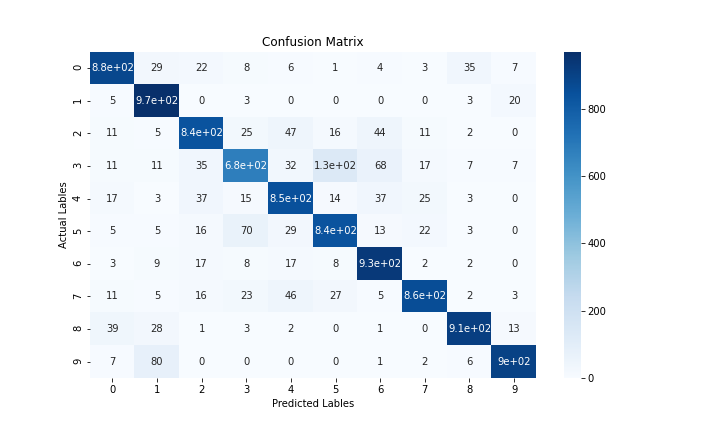 Confusion Matrix
0 8.8e+02 29 22 8 6 1 4 3 35 7
1 5 9.7e+02 0 3 0 0 0 0 3 20
2 11 5 8.4e+02 25 47 16 44 11 2 0
3 11 11 35 6.8e+02 32 1.3e+02 68 17 7 7
4 17 3 37 15 8.5e+02 14 37 25 3 0
5 5 5 16 70 29 8.4e+02 13 22 3 0
6 3 9 17 8 17 8 9.3e+02 2 2 0
7 11 5 16 23 46 27 5 8.6e+02 2 3
8 39 28 1 3 2 0 1 0 9.1e+02 13
9 7 80 0 0 0 0 1 2 6 9e+02
0 1 2 3 4 5 6 7 8 9
Predicted Lables
Actual Lables
800
600
400
200
0